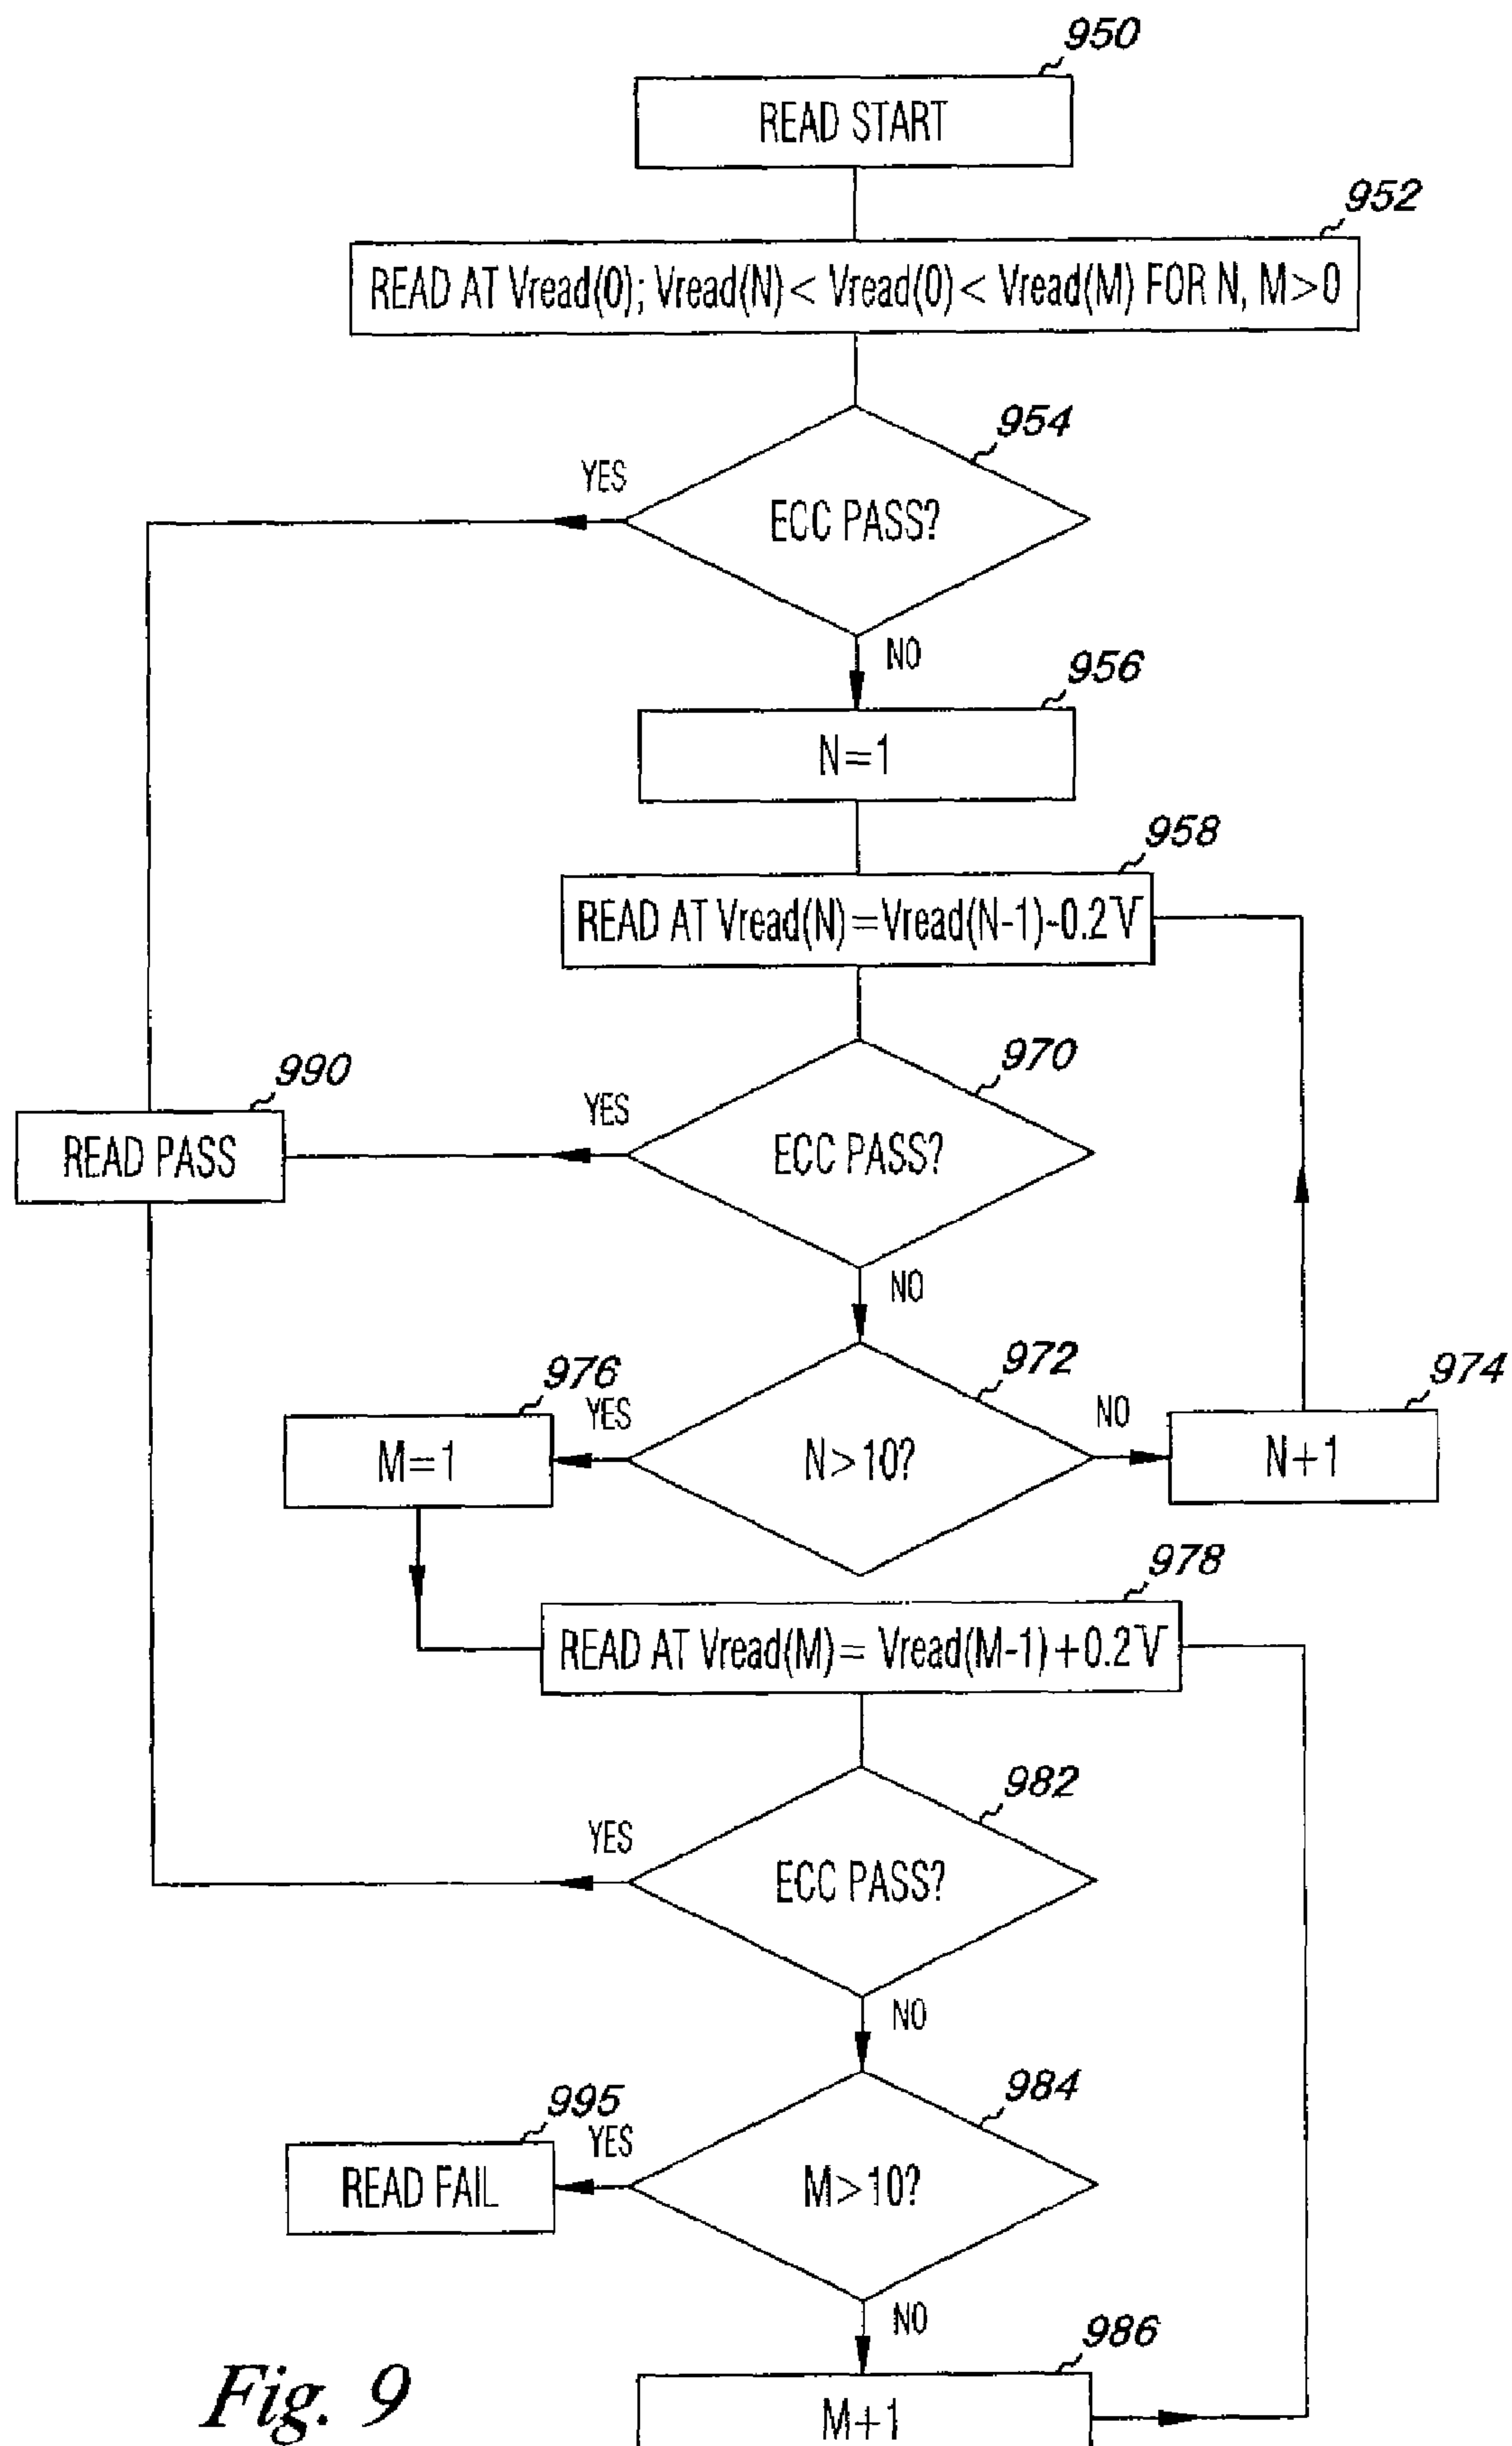 950
READ START
952
READ AT Vread(0); Vread(N) < Vread(0) < Vread(M) FOR N, M>0
954
YES
ECC PASS?
NO
956
N=1
958
READ AT Vread(N)=Vread(N-1)-0.2V
990
READ PASS
970
YES
ECC PASS?
NO
976
M=1
972
YES
N>10?
NO
974
N+1
978
READ AT Vread(M)= Vread(M-1)+0.2V
982
YES
ECC PASS?
NO
995
READ FAIL
984
YES
M>10?
NO
986
M+1
Fig. 9